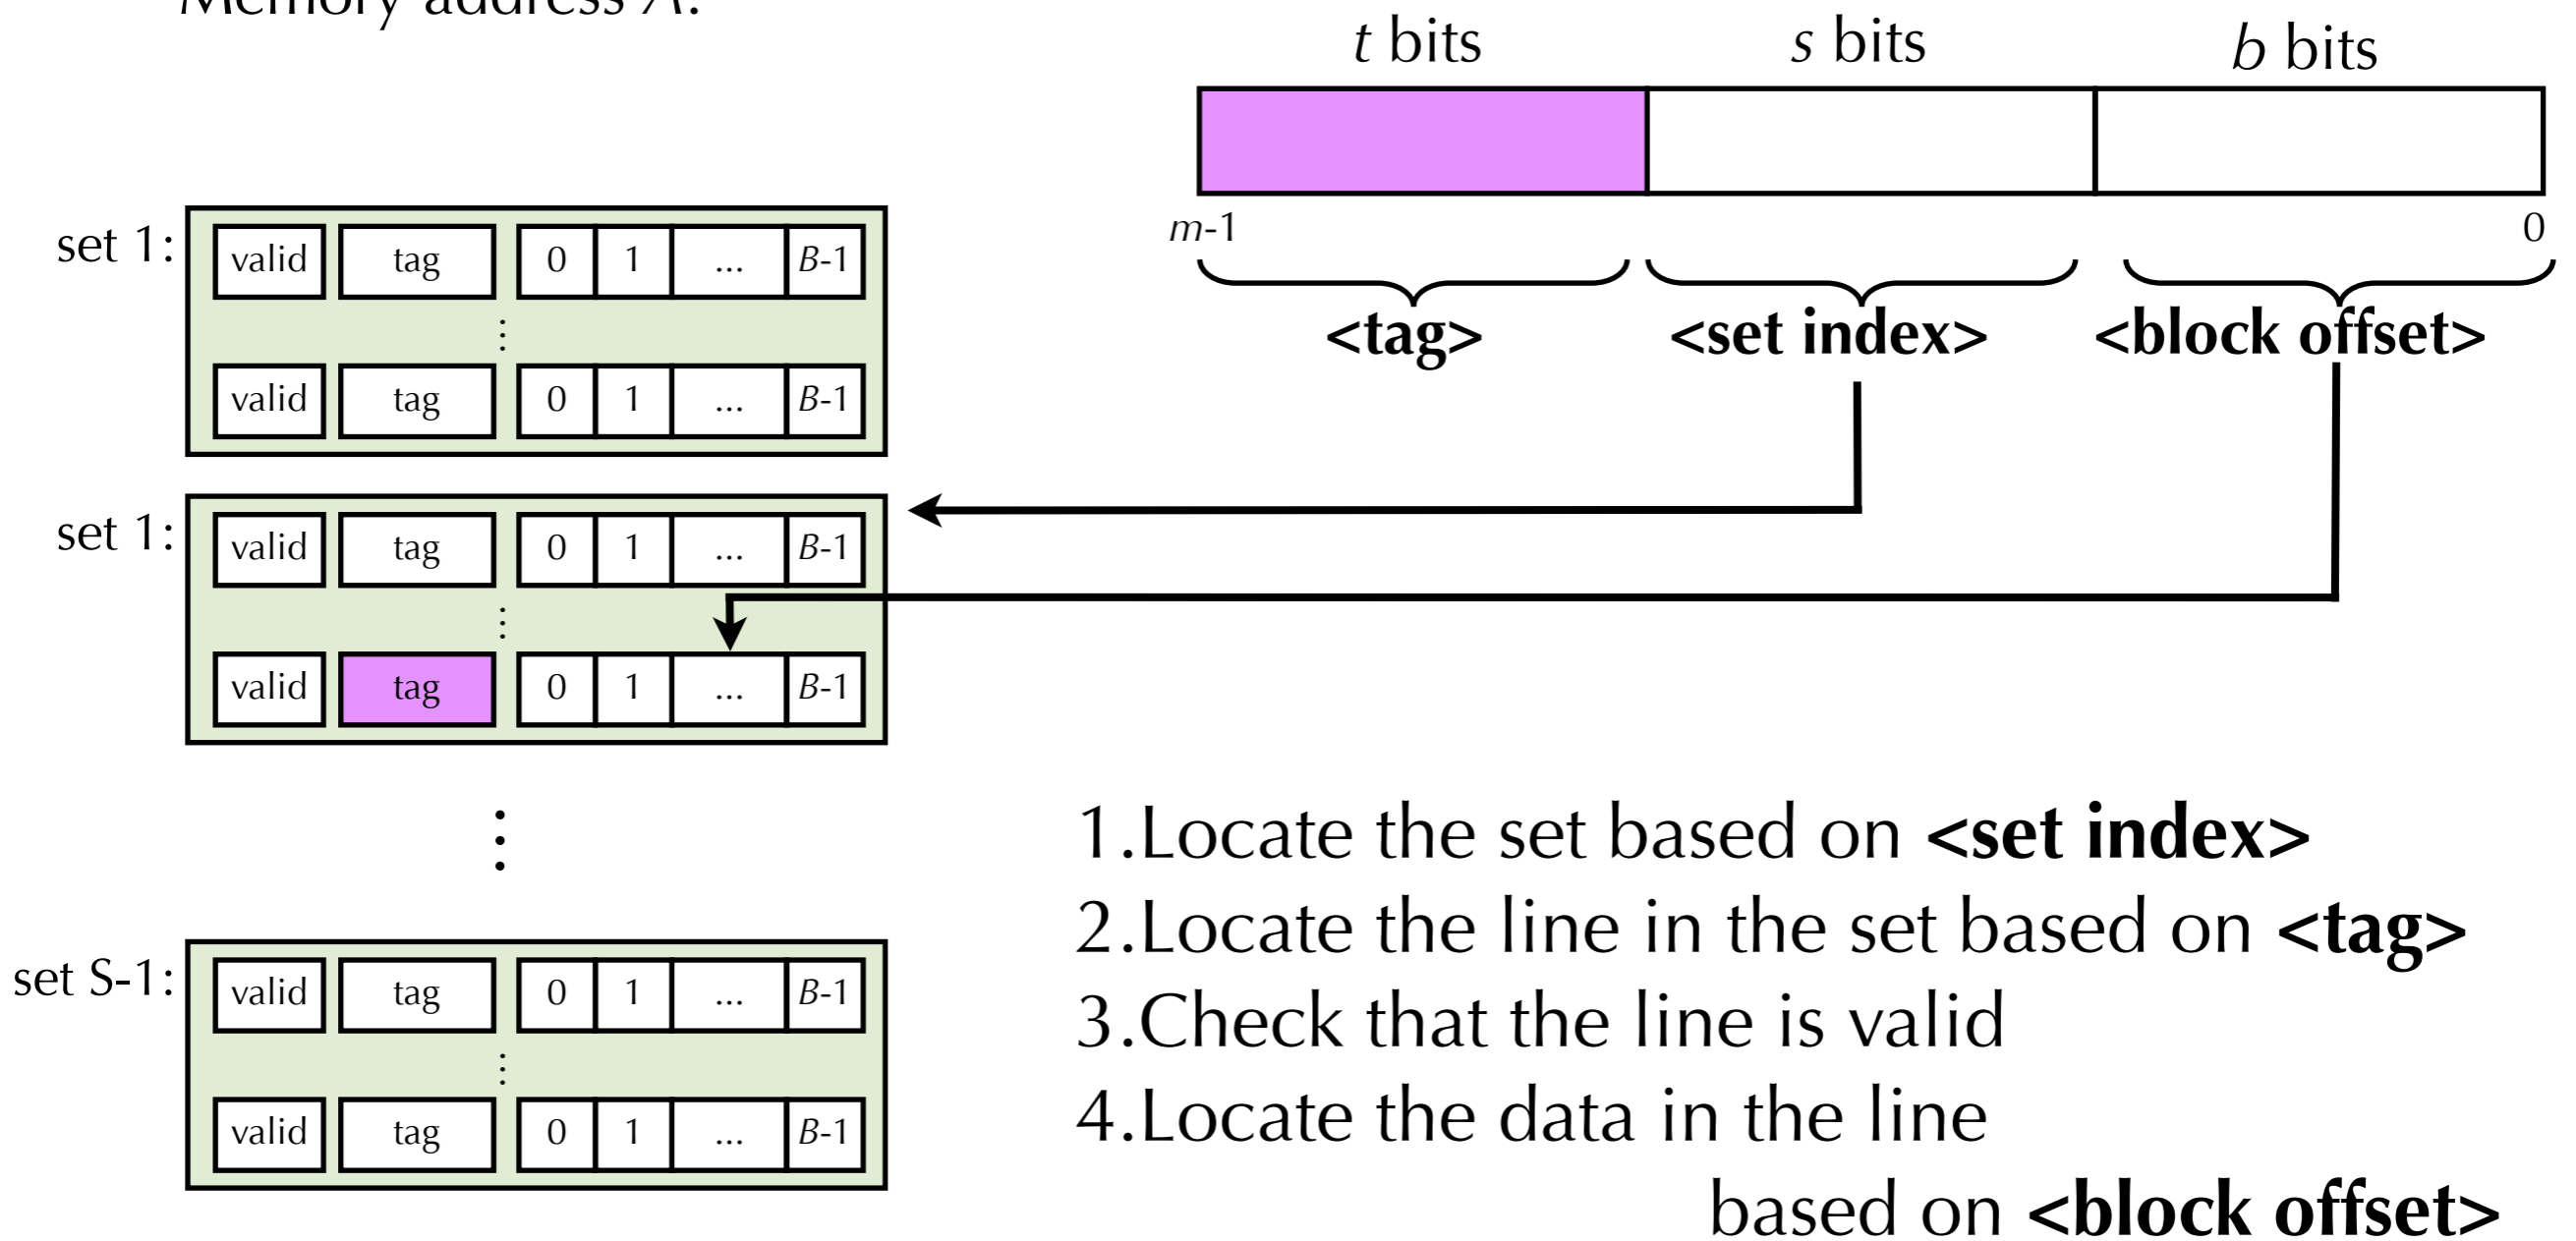 Memory address A:
t bits s bits b bits
m-1 0
<tag> <set index> <block offset>
set 1:
valid tag 0 1 ... B-1
⋮
valid tag 0 1 ... B-1
set 1:
valid tag 0 1 ... B-1
⋮
valid tag 0 1 ... B-1
⋮
set S-1:
valid tag 0 1 ... B-1
⋮
valid tag 0 1 ... B-1
1.Locate the set based on <set index>
2.Locate the line in the set based on <tag>
3.Check that the line is valid
4.Locate the data in the line
based on <block offset>